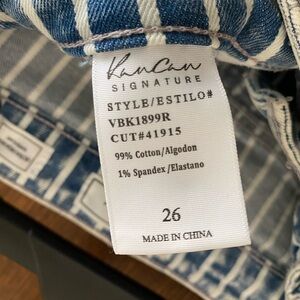 KanCan
SIGNATURE
STYLE/ESTILO#
VBK1899R
CUT#41915
99% Cotton/Algodon
1% Spandex/Elastano
26
MADE IN CHINA